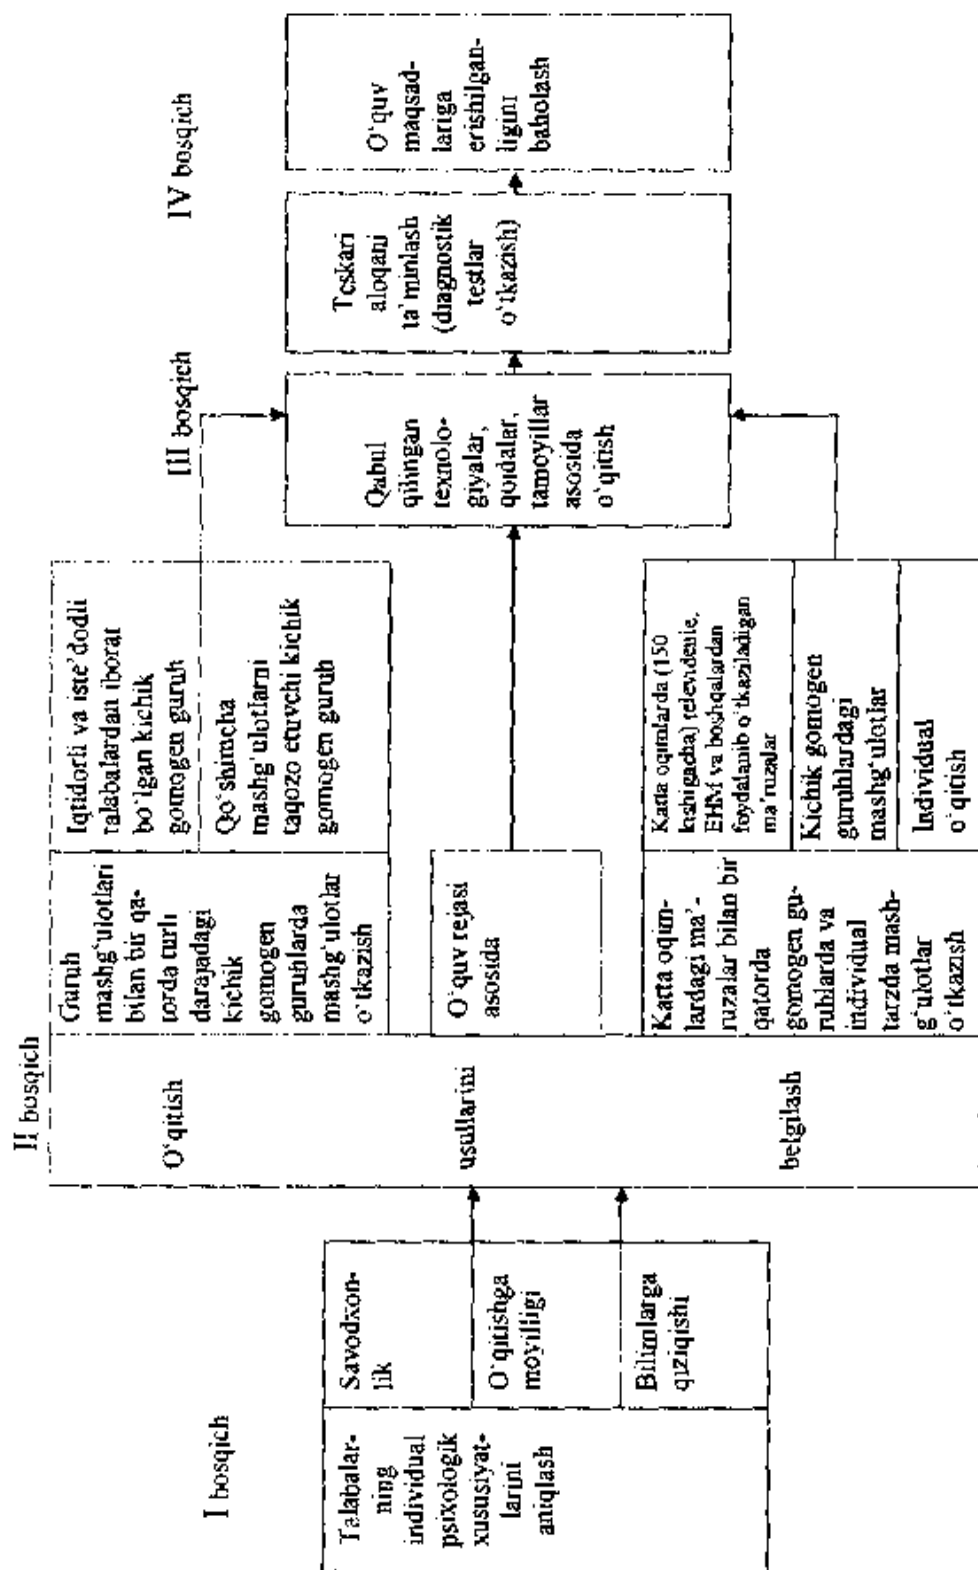 I bosqich
Talabalar-
ning
individual
psixologik
xususiyat-
larini
aniqlash
Savodxon-
lik
O‘qitishga
moyilligi
Bilimlarga
qiziqishi
II bosqich
O‘qitish
usullarini
belgilash
Guruh
mashg‘ulotlari
bilan bir qa-
torda turli
darajadagi
kichik
gomogen
guruhlarda
mashg‘ulotlar
o‘tkazish
Iqtidorli va iste’dodli
talabalardan iborat
bo‘lgan kichik
gomogen guruh
Qo‘shimcha
mashg‘ulotlarni
taqozo etuvchi kichik
gomogen guruh
O‘quv rejasi
asosida
Katta oqim-
lardagi ma’-
ruzalar bilan bir
qatorda
gomogen gu-
ruhlarda va
individual
tarzda mash-
g‘ulotlar
o‘tkazish
Katta oqimlarda (150
kishigacha) televidenie,
EHM va boshqalardan
foydalanib o‘tkaziladigan
ma’ruzalar
Kichik gomogen
guruhlardagi
mashg‘ulotlar
Individual
o‘qitish
III bosqich
Qabul
qilingan
texnolo-
giyalar,
qoidalar,
tamoyillar
asosida
o‘qitish
IV bosqich
Teskari
aloqani
ta’minlash
(diagnostik
testlar
o‘tkazish)
O‘quv
maqsad-
lariga
erishilgan-
ligini
baholash